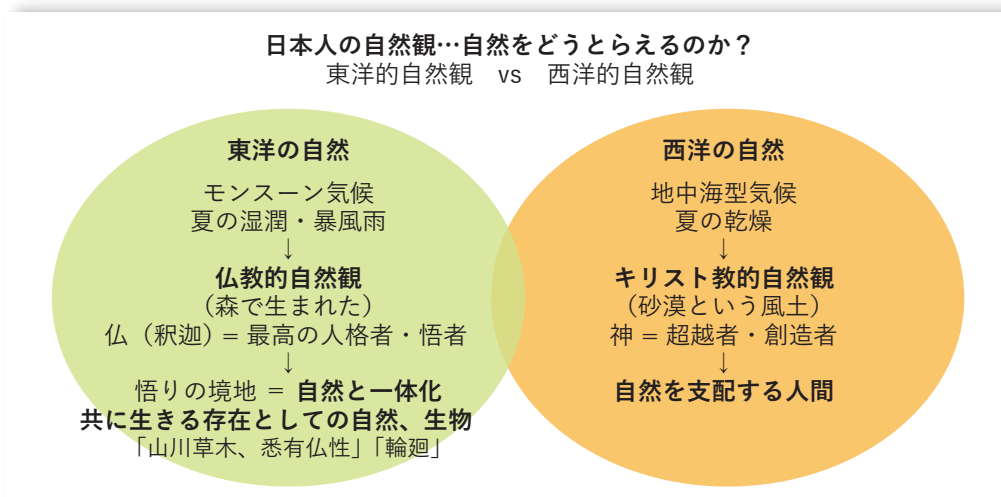 日本人の自然観…自然をどうとらえるのか？
東洋的自然観　vs　西洋的自然観
東洋の自然
モンスーン気候
夏の湿潤・暴風雨
↓
仏教的自然観
（森で生まれた）
仏（釈迦）＝最高の人格者・悟者
↓
悟りの境地 ＝ 自然と一体化
共に生きる存在としての自然、生物
「山川草木、悉有仏性」「輪廻」
西洋の自然
地中海型気候
夏の乾燥
↓
キリスト教的自然観
（砂漠という風土）
神＝超越者・創造者
↓
自然を支配する人間